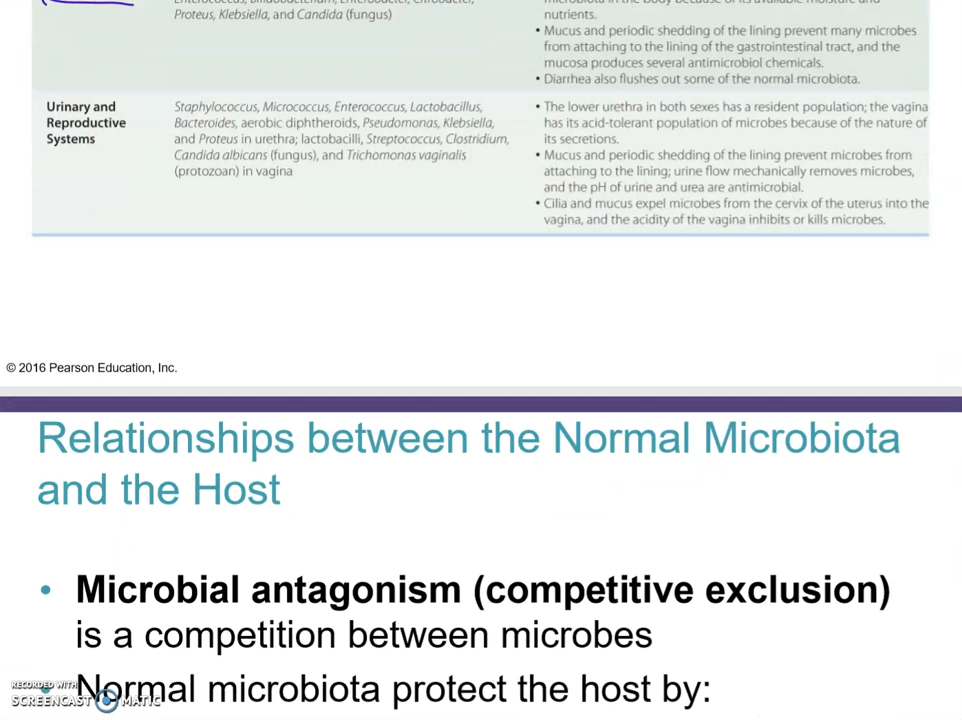 Enterococcus, Bifidobacterium, Enterobacter, Citrobacter,
Proteus, Klebsiella, and Candida (fungus)
microbiota in the body because of its available moisture and
nutrients.
• Mucus and periodic shedding of the lining prevent many microbes
from attaching to the lining of the gastrointestinal tract, and the
mucosa produces several antimicrobiol chemicals.
• Diarrhea also flushes out some of the normal microbiota.
Urinary and
Reproductive
Systems
Staphylococcus, Micrococcus, Enterococcus, Lactobacillus,
Bacteroides, aerobic diphtheroids, Pseudomonas, Klebsiella,
and Proteus in urethra; lactobacilli, Streptococcus, Clostridium,
Candida albicans (fungus), and Trichomonas vaginalis
(protozoan) in vagina
• The lower urethra in both sexes has a resident population; the vagina
has its acid-tolerant population of microbes because of the nature of
its secretions.
• Mucus and periodic shedding of the lining prevent microbes from
attaching to the lining; urine flow mechanically removes microbes,
and the pH of urine and urea are antimicrobial.
• Cilia and mucus expel microbes from the cervix of the uterus into the
vagina, and the acidity of the vagina inhibits or kills microbes.
© 2016 Pearson Education, Inc.
Relationships between the Normal Microbiota
and the Host
• Microbial antagonism (competitive exclusion)
is a competition between microbes
• Normal microbiota protect the host by:
RECORDED WITH
SCREENCAST MATIC